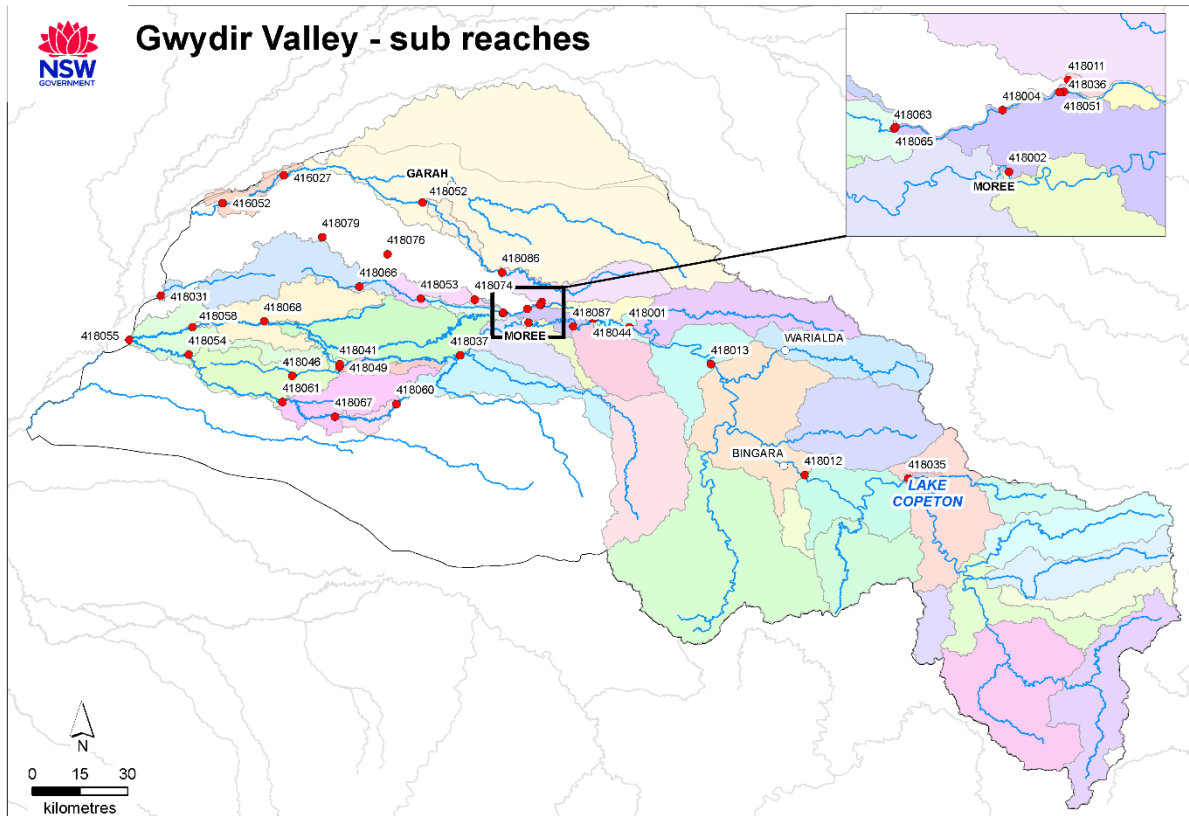 Gwydir Valley - sub reaches
NSW
GOVERNMENT
418011
418036
418004
418051
418063
418065
418002
MOREE
416027
GARAH
416052
418052
418079
418076
418086
418066
418053
418074
418031
418058
418068
418087
418001
418055
418054
MOREE
418044
418037
WARIALDA
418041
418013
418046
418049
418061
418060
418067
BINGARA
418012
418035
LAKE
COPETON
N
0 15 30
kilometres